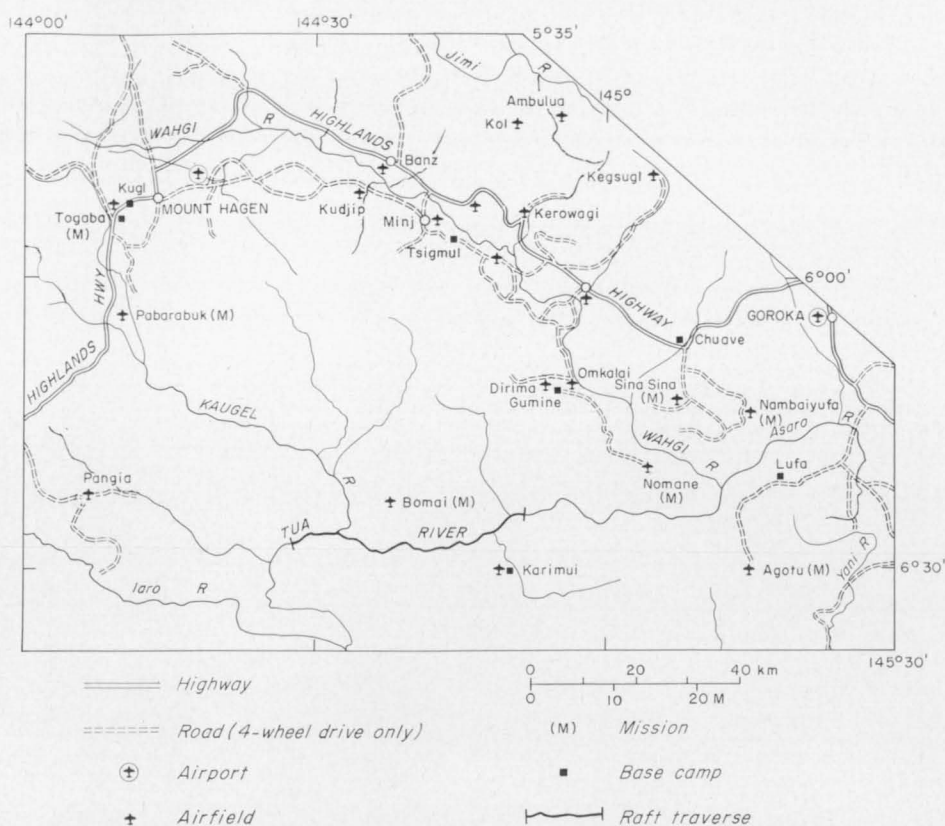 144°00'
144°30'
5°35
Jimi R
145°
Ambulua
Kol
WAHGI R
HIGHLANDS
Banz
Kegsugl
Kugl
MOUNT HAGEN
Togaba
(M)
Kudjip
Minj
Kerowagi
Tsigmul
HWY
6°00'
HIGHWAY
GOROKA
Pabarabuk (M)
Chuave
HIGHLANDS
KAUGEL R
Dirima
Omkalai
Gumine
Sina Sina
(M)
Nambaiyufa
(M)
Asaro R
WAHGI R
Lufa
Pangia
Nomane
(M)
Bomai (M)
TUA RIVER
Yani R
Karimui
Agotu (M)
6°30'
Iaro R
145°30'
0 20 40 km
Highway
0 10 20 M
Road (4-wheel drive only)
(M) Mission
Airport
Base camp
Airfield
Raft traverse